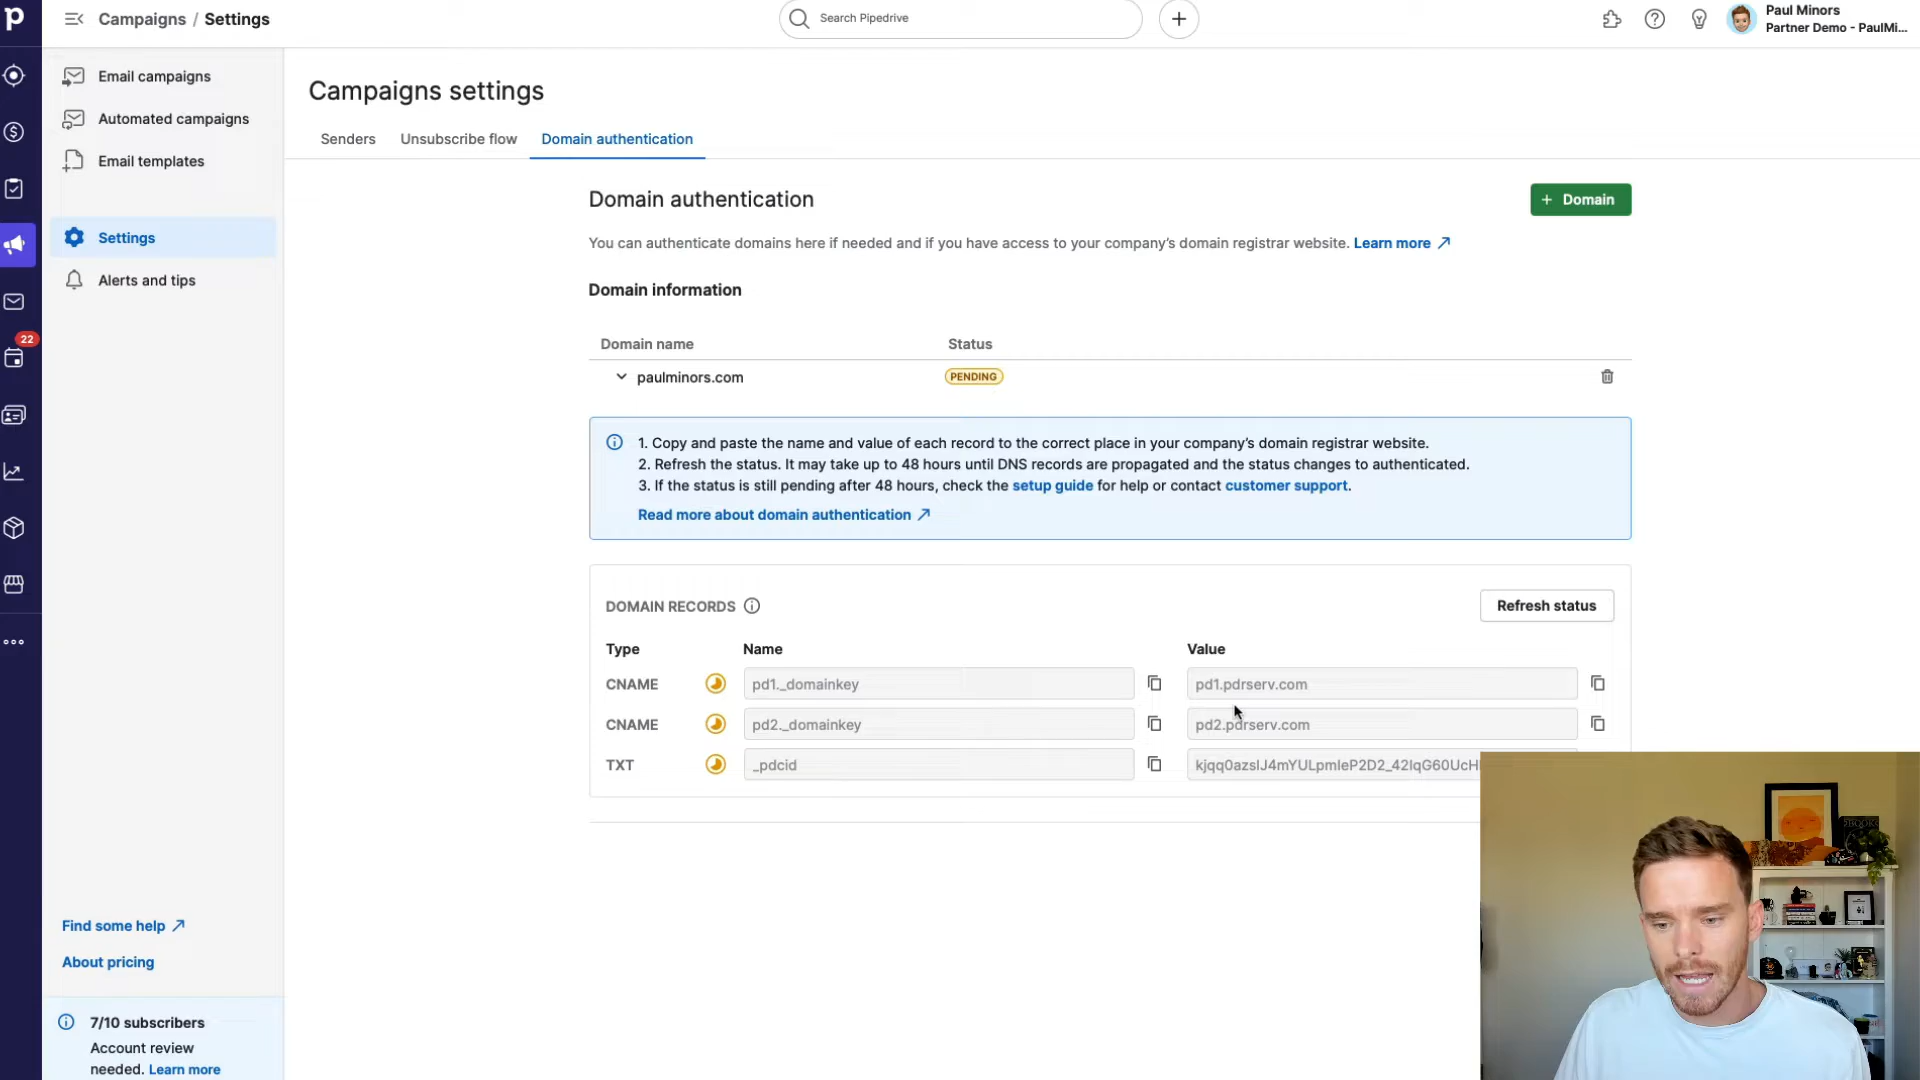 Campaigns / Settings
Search Pipedrive
Paul Minors
Partner Demo - PaulMi...
Email campaigns
Automated campaigns
Email templates
Settings
Alerts and tips
22
Campaigns settings
Senders
Unsubscribe flow
Domain authentication
Domain authentication
+ Domain
You can authenticate domains here if needed and if you have access to your company's domain registrar website. Learn more
Domain information
Domain name
Status
paulminors.com
PENDING
1. Copy and paste the name and value of each record to the correct place in your company's domain registrar website.
2. Refresh the status. It may take up to 48 hours until DNS records are propagated and the status changes to authenticated.
3. If the status is still pending after 48 hours, check the setup guide for help or contact customer support.
Read more about domain authentication
DOMAIN RECORDS
Refresh status
Type
Name
Value
CNAME
pd1._domainkey
pd1.pdrserv.com
CNAME
pd2._domainkey
pd2.pdrserv.com
TXT
_pdcid
Find some help
About pricing
7/10 subscribers
Account review
needed. Learn more